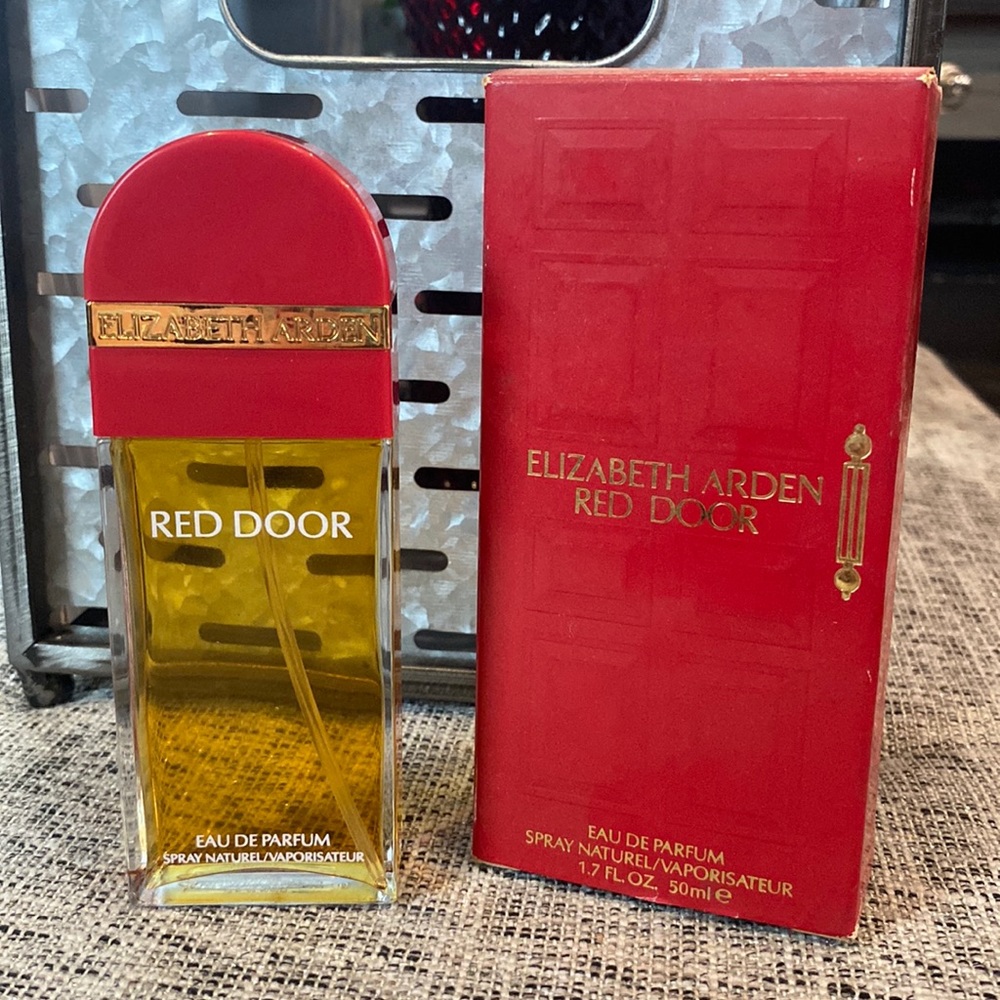 ELIZABETH ARDEN
RED DOOR
EAU DE PARFUM
SPRAY NATUREL/VAPORISATEUR
ELIZABETH ARDEN
RED DOOR
EAU DE PARFUM
SPRAY NATUREL/VAPORISATEUR
1.7 FL.OZ. 50ml ℮